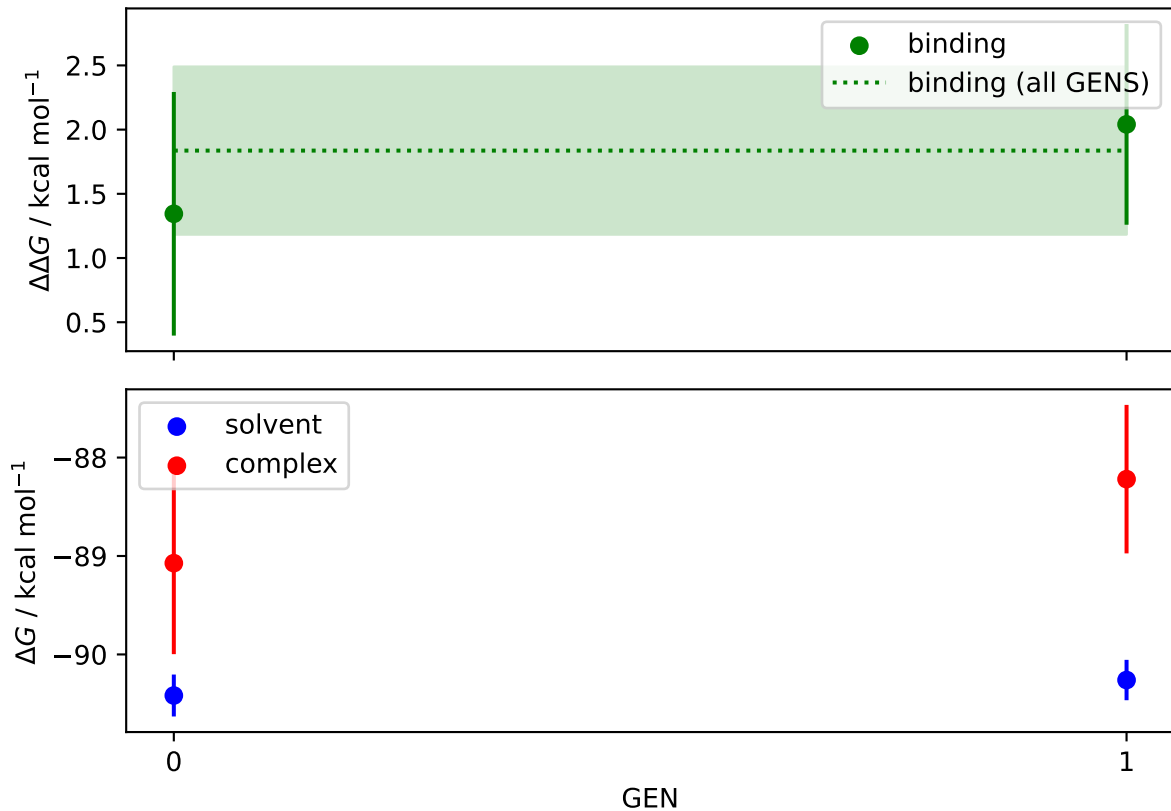 ΔΔG / kcal mol⁻¹
2.5
2.0
1.5
1.0
0.5
binding
binding (all GENS)
ΔG / kcal mol⁻¹
−88
−89
−90
solvent
complex
0
1
GEN